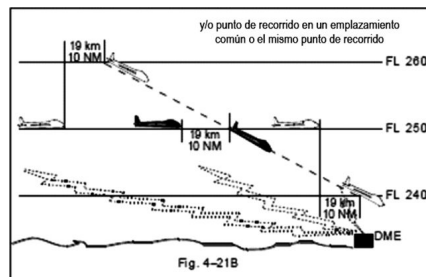 y/o punto de recorrido en un emplazamiento
común o el mismo punto de recorrido
19 km
10 NM
FL 260
19 km
10 NM
FL 250
FL 240
19 km
10 NM
DME
Fig. 4-21B